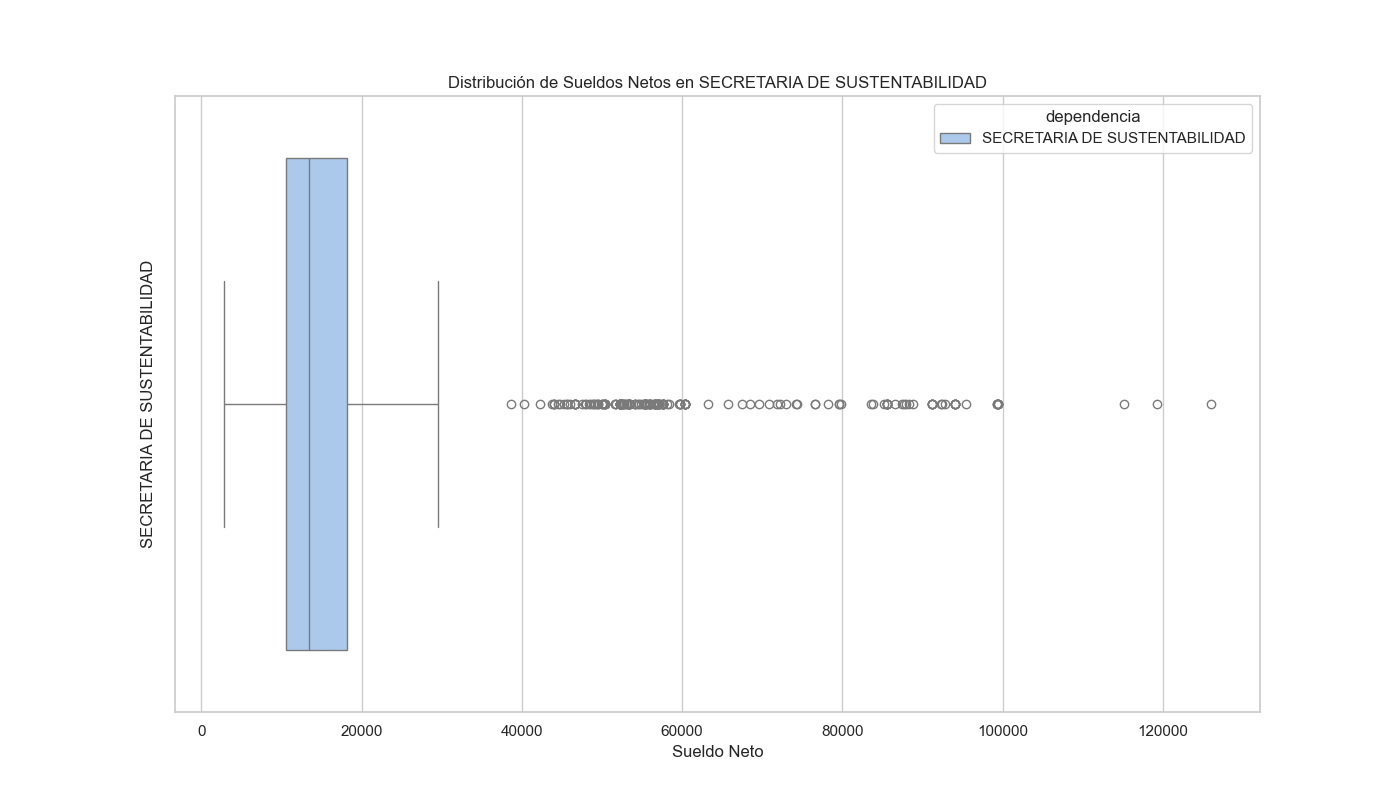 Distribución de Sueldos Netos en SECRETARIA DE SUSTENTABILIDAD
dependencia
SECRETARIA DE SUSTENTABILIDAD
SECRETARIA DE SUSTENTABILIDAD
0
20000
40000
60000
80000
100000
120000
Sueldo Neto